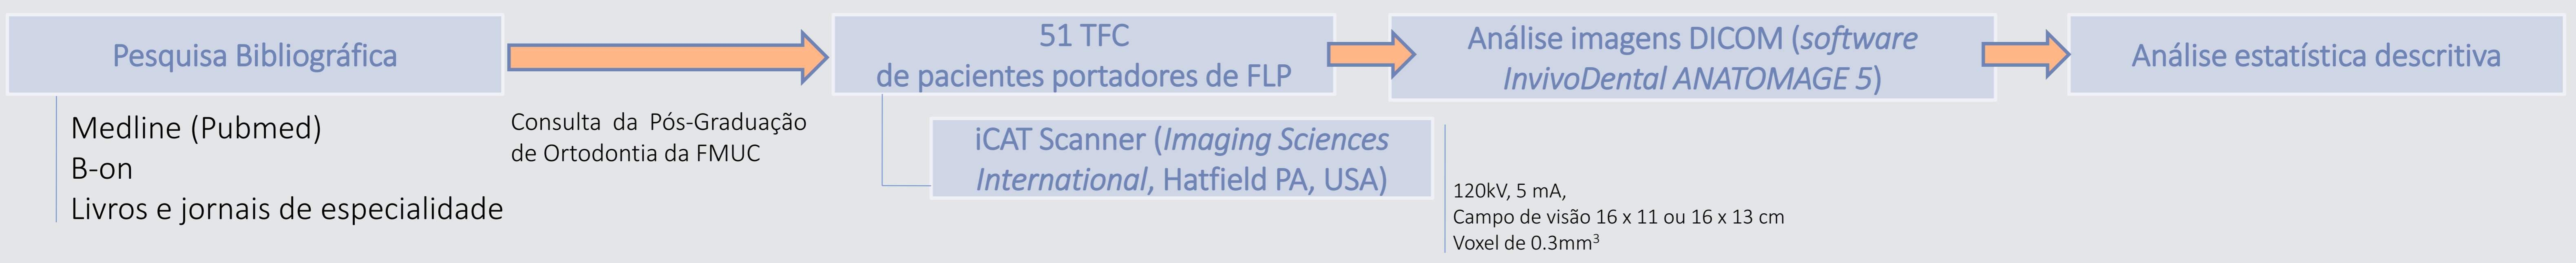 Pesquisa Bibliográfica
Medline (Pubmed)
B-on
Livros e jornais de especialidade
Consulta da Pós-Graduação
de Ortodontia da FMUC
51 TFC
de pacientes portadores de FLP
iCAT Scanner (Imaging Sciences
International, Hatfield PA, USA)
120kV, 5 mA,
Campo de visão 16 x 11 ou 16 x 13 cm
Voxel de 0.3mm³
Análise imagens DICOM (software
InvivoDental ANATOMAGE 5)
Análise estatística descritiva